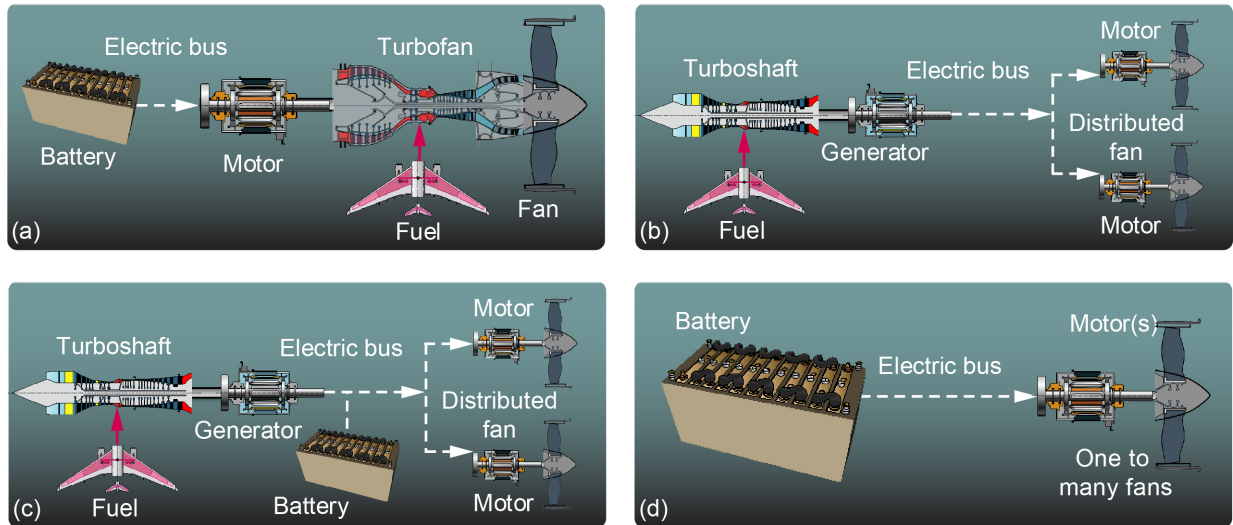 Electric bus
Turbofan
Battery
Motor
Fuel
Fan
(a)
Motor
Turboshaft
Electric bus
Generator
Distributed
fan
Fuel
Motor
(b)
Motor
Turboshaft
Electric bus
Generator
Distributed
fan
Fuel
Battery
Motor
(c)
Battery
Motor(s)
Electric bus
One to
many fans
(d)